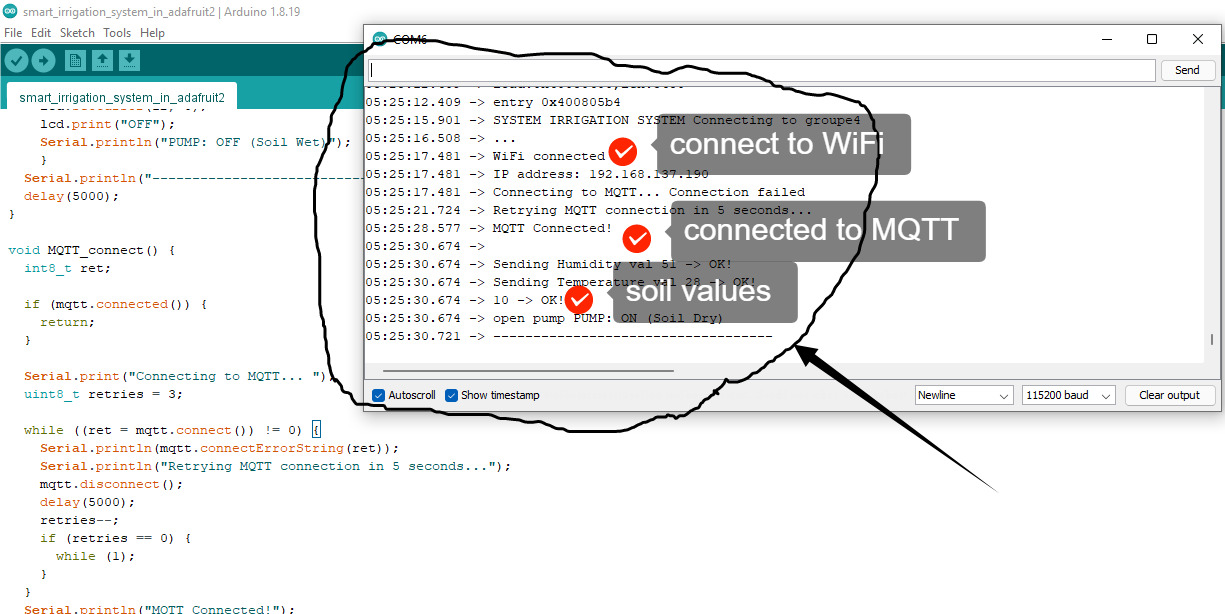 smart_irrigation_system_in_adafruit2 | Arduino 1.8.19
File Edit Sketch Tools Help
smart_irrigation_system_in_adafruit2
lcd.print("OFF");
Serial.println("PUMP: OFF (Soil Wet)");
}
Serial.println("---------------------------
delay(5000);
}
void MQTT_connect() {
int8_t ret;
if (mqtt.connected()) {
return;
}
Serial.print("Connecting to MQTT... ");
uint8_t retries = 3;
while ((ret = mqtt.connect()) != 0) {
Serial.println(mqtt.connectErrorString(ret));
Serial.println("Retrying MQTT connection in 5 seconds...");
mqtt.disconnect();
delay(5000);
retries--;
if (retries == 0) {
while (1);
}
}
Serial.println("MQTT Connected!");
COM6
Send
05:25:12.409 -> entry 0x400805b4
05:25:15.901 -> SYSTEM IRRIGATION SYSTEM Connecting to groupe4
05:25:16.508 -> ...
05:25:17.481 -> WiFi connected
05:25:17.481 -> IP address: 192.168.137.190
05:25:17.481 -> Connecting to MQTT... Connection failed
05:25:21.724 -> Retrying MQTT connection in 5 seconds...
05:25:28.577 -> MQTT Connected!
05:25:30.674 ->
05:25:30.674 -> Sending Humidity val 51 -> OK!
05:25:30.674 -> Sending Temperature val 28 -> OK!
05:25:30.674 -> 10 -> OK!
05:25:30.674 -> open pump PUMP: ON (Soil Dry)
05:25:30.721 -> -----------------------------------
connect to WiFi
connected to MQTT
soil values
Autoscroll Show timestamp
Newline 115200 baud Clear output